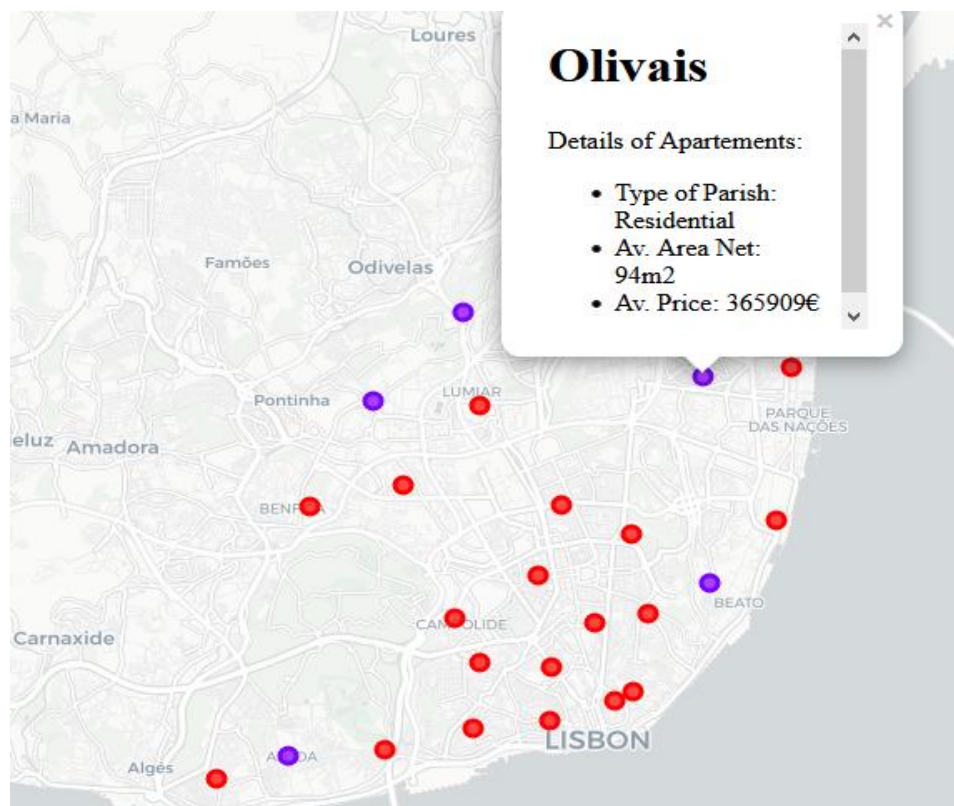 Loures
×
Olivais
a Maria
Details of Apartements:
• Type of Parish:
Residential
• Av. Area Net:
94m2
• Av. Price: 365909€
Famões
Odivelas
LUMIAR
Pontinha
PARQUE
DAS NAÇÕES
eluz
Amadora
BEATO
Carnaxide
LISBON
Algés